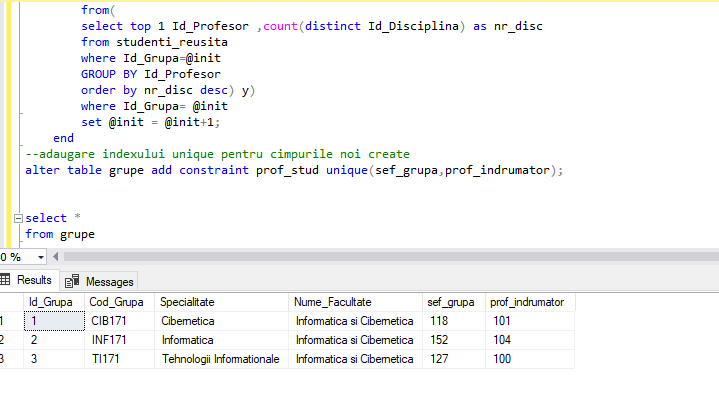 from(
select top 1 Id_Profesor ,count(distinct Id_Disciplina) as nr_disc
from studenti_reusita
where Id_Grupa=@init
GROUP BY Id_Profesor
order by nr_disc desc) y)
where Id_Grupa= @init
set @init = @init+1;
end
--adaugare indexului unique pentru cimpurile noi create
alter table grupe add constraint prof_stud unique(sef_grupa,prof_indrumator);
select *
from grupe
0 %
Results Messages
Id_Grupa Cod_Grupa Specialitate Nume_Facultate sef_grupa prof_indrumator
1 1 CIB171 Cibernetica Informatica si Cibernetica 118 101
2 2 INF171 Informatica Informatica si Cibernetica 152 104
3 3 TI171 Tehnologii Informationale Informatica si Cibernetica 127 100